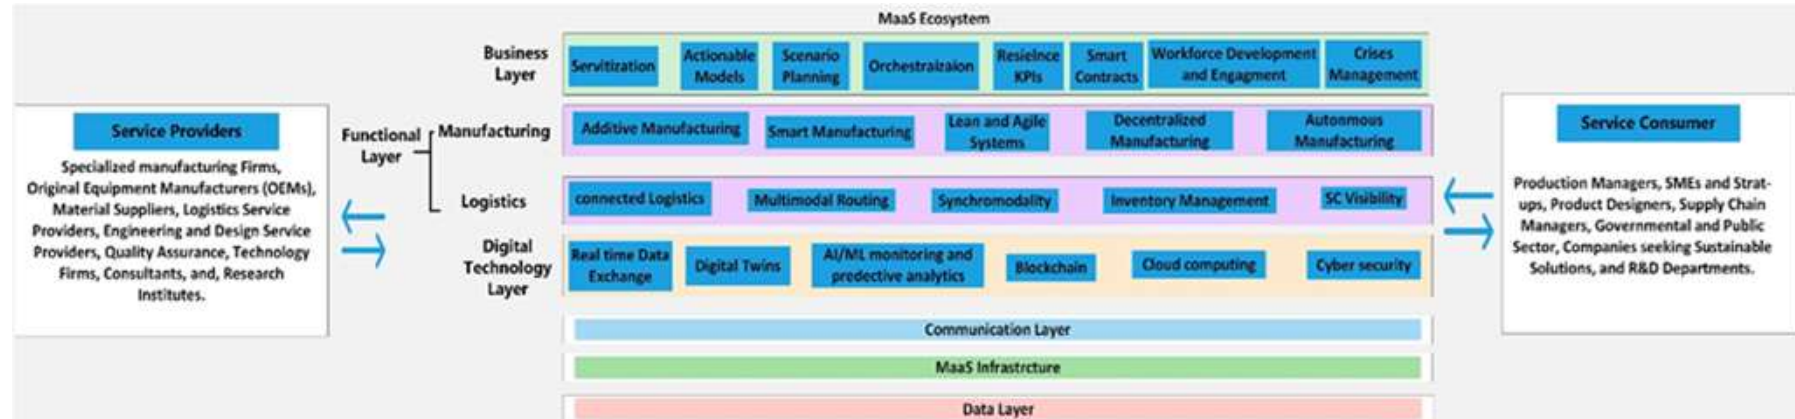 MaaS Ecosystem
Business
Layer
Servitization
Actionable
Models
Scenario
Planning
Orchestralzaion
Resielnce
KPIs
Smart
Contracts
Workforce Development
and Engagment
Crises
Management
Functional
Layer
Manufacturing
Additive Manufacturing
Smart Manufacturing
Lean and Agile
Systems
Decentralized
Manufacturing
Autonmous
Manufacturing
Logistics
connected Logistics
Multimodal Routing
Synchromodality
Inventory Management
SC Visibility
Digital
Technology
Layer
Real time Data
Exchange
Digital Twins
AI/ML monitoring and
predective analytics
Blockchain
Cloud computing
Cyber security
Communication Layer
MaaS Infrastrcture
Data Layer
Service Providers
Specialized manufacturing Firms,
Original Equipment Manufacturers (OEMs),
Material Suppliers, Logistics Service
Providers, Engineering and Design Service
Providers, Quality Assurance, Technology
Firms, Consultants, and, Research
Institutes.
Service Consumer
Production Managers, SMEs and Strat-
ups, Product Designers, Supply Chain
Managers, Governmental and Public
Sector, Companies seeking Sustainable
Solutions, and R&D Departments.